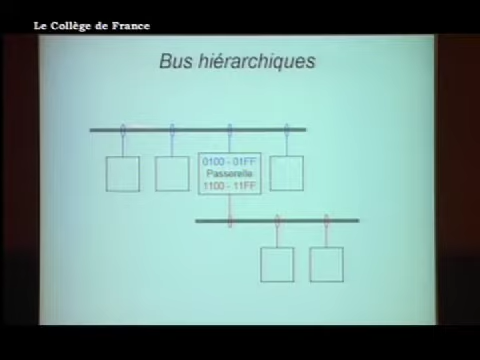 Le Collège de France
Bus hiérarchiques
0100 - 01FF
Passerelle
1100 - 11FF